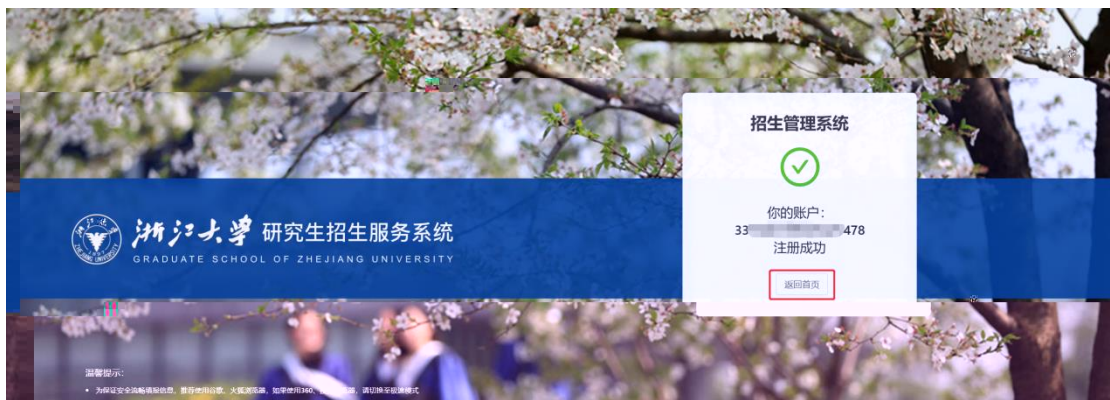 招生管理系统
你的账户：
33 478
注册成功
返回首页
浙江大学 研究生招生服务系统
GRADUATE SCHOOL OF ZHEJIANG UNIVERSITY
温馨提示：
• 为保证安全流畅填报信息，推荐使用谷歌、火狐浏览器，如果使用360、 器，请切换至极速模式